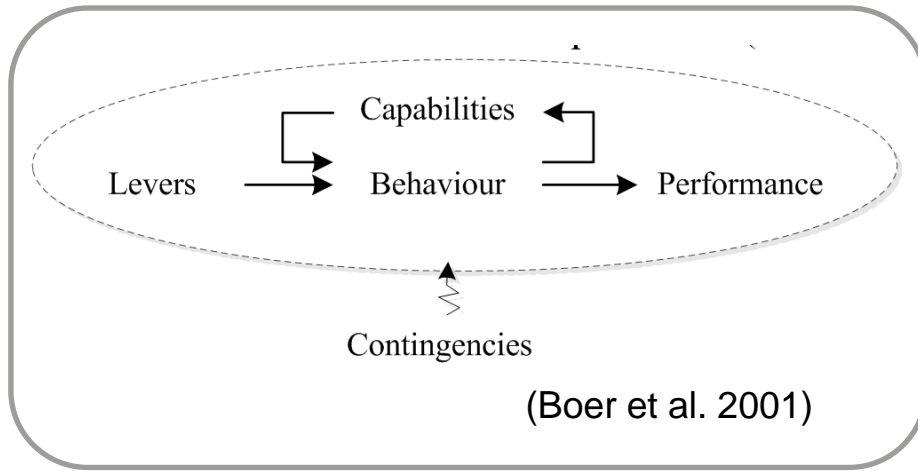 Capabilities
Levers Behaviour Performance
Contingencies
(Boer et al. 2001)